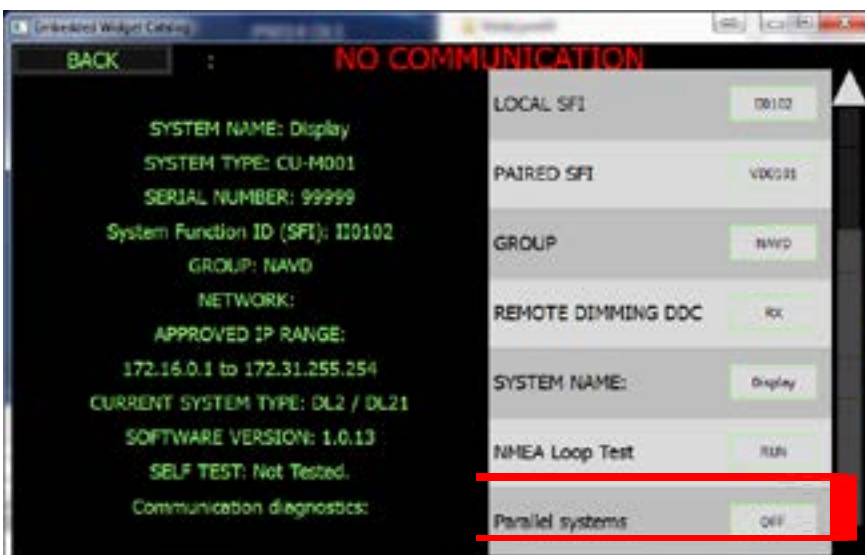 Embedded Widget Catalog
BACK : NO COMMUNICATION
SYSTEM NAME: Display
SYSTEM TYPE: CU-M001
SERIAL NUMBER: 99999
System Function ID (SFI): II0102
GROUP: NAVD
NETWORK:
APPROVED IP RANGE:
172.16.0.1 to 172.31.255.254
CURRENT SYSTEM TYPE: DL2 / DL21
SOFTWARE VERSION: 1.0.13
SELF TEST: Not Tested.
Communication diagnostics:
LOCAL SFI II0102
PAIRED SFI
GROUP NAVD
REMOTE DIMMING DDC RX
SYSTEM NAME: Display
NMEA Loop Test RUN
Parallel systems OFF